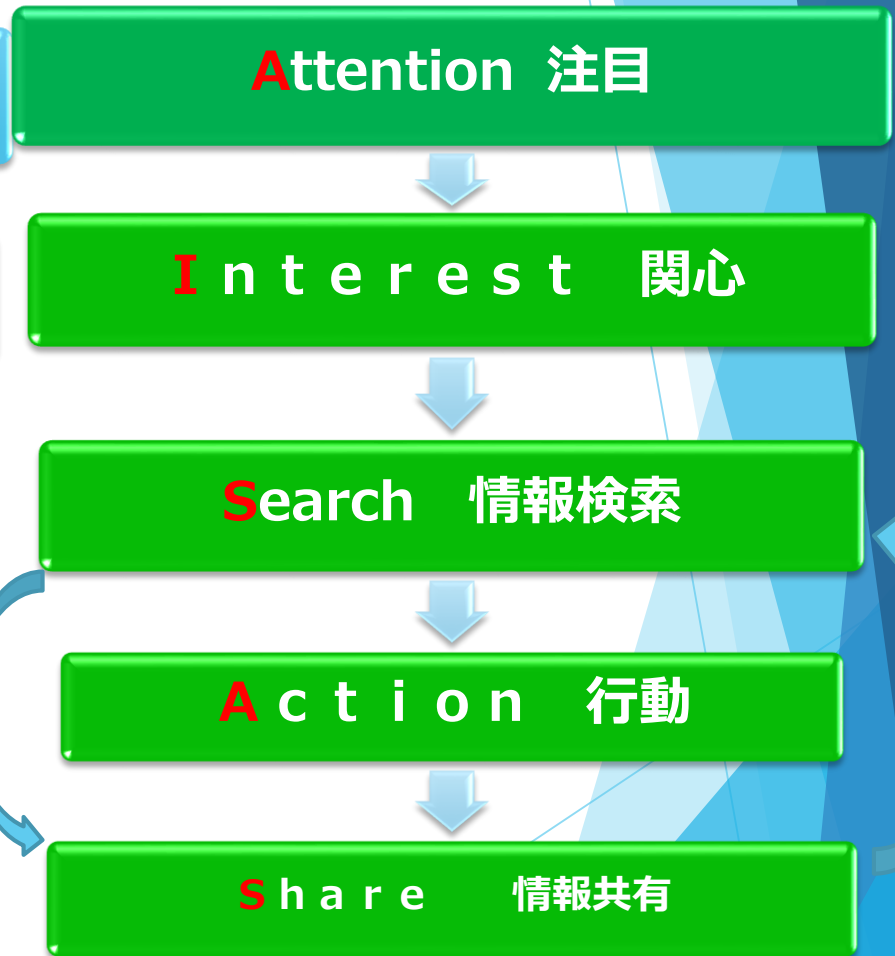 Attention 注目
Ｉｎｔｅｒｅｓｔ　関心
Search　情報検索
Ａｃｔｉｏｎ　行動
Ｓｈａｒｅ　　情報共有